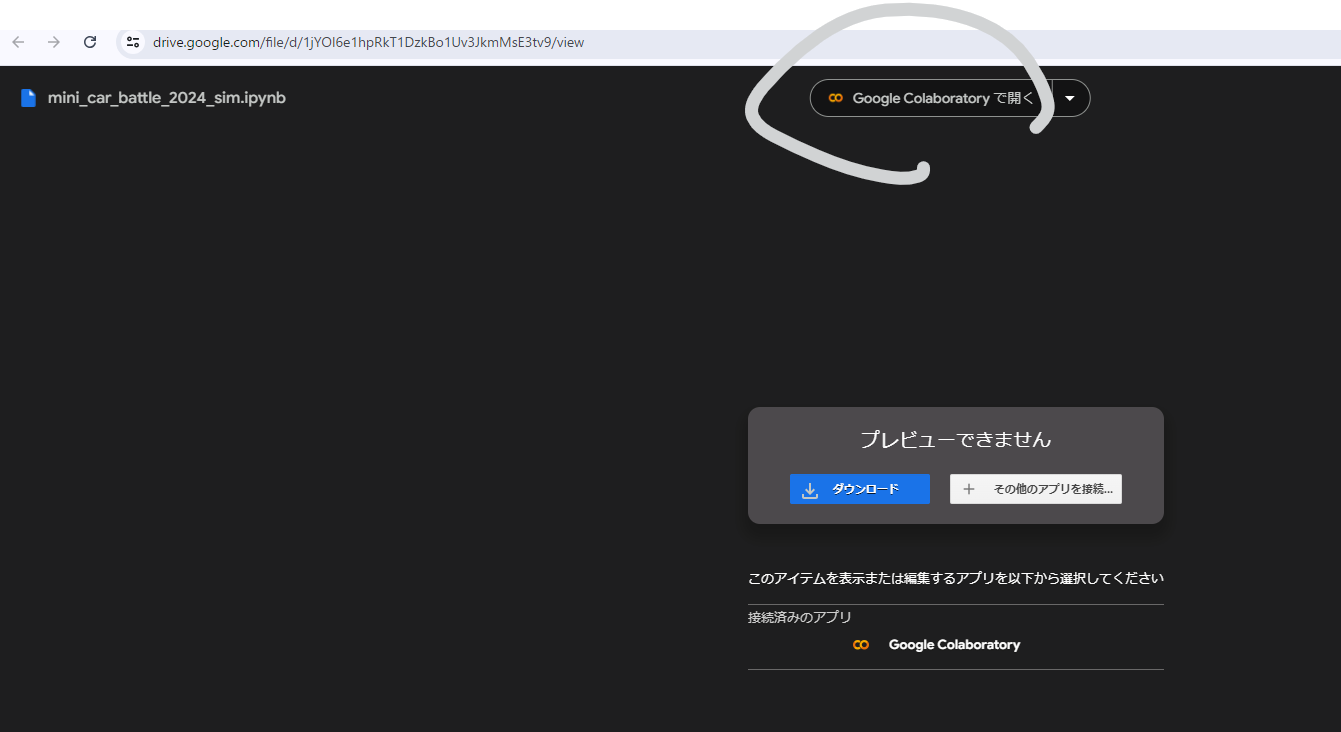 drive.google.com/file/d/1jYOl6e1hpRkT1DzkBo1Uv3JkmMsE3tv9/view
mini_car_battle_2024_sim.ipynb
Google Colaboratory で開く
プレビューできません
ダウンロード
その他のアプリを接続...
このアイテムを表示または編集するアプリを以下から選択してください
接続済みのアプリ
Google Colaboratory